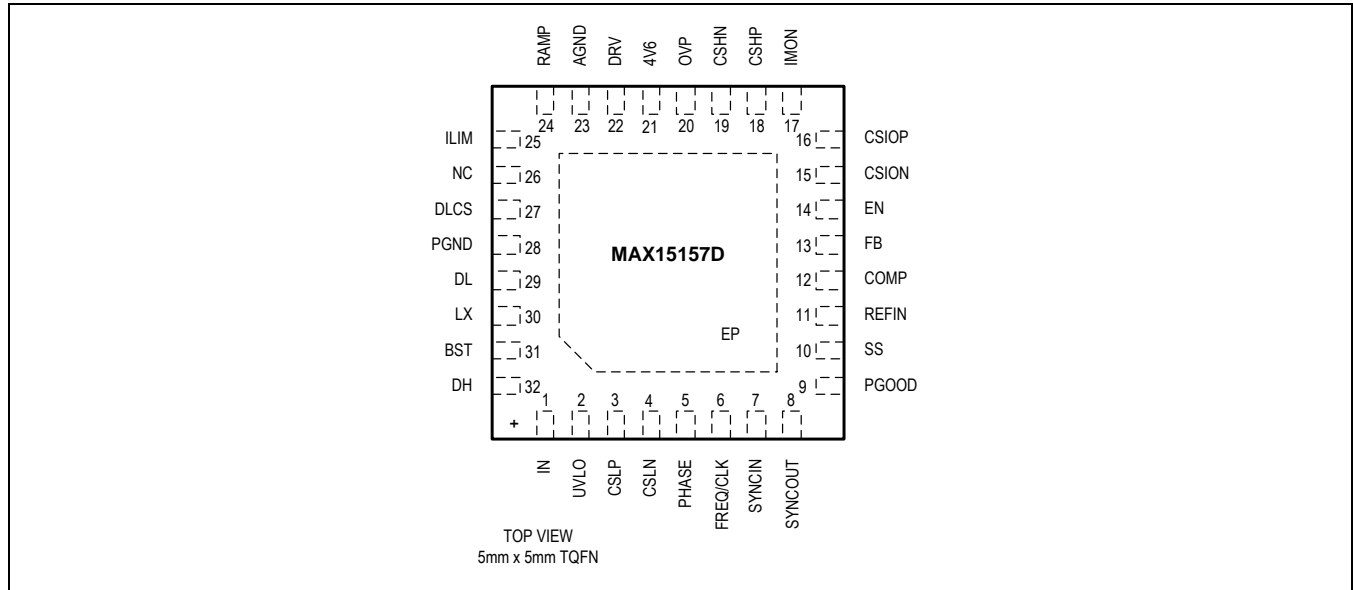 RAMP
AGND
DRV
4V6
OVP
CSHN
CSHP
IMON
24
23
22
21
20
19
18
17
ILIM
25
16
CSIOP
NC
26
15
CSION
DLCS
27
14
EN
PGND
28
MAX15157D
13
FB
DL
29
12
COMP
LX
30
11
REFIN
EP
BST
31
10
SS
DH
32
9
PGOOD
1
2
3
4
5
6
7
8
+
IN
UVLO
CSLP
CSLN
PHASE
FREQ/CLK
SYNCIN
SYNCOUT
TOP VIEW
5mm x 5mm TQFN